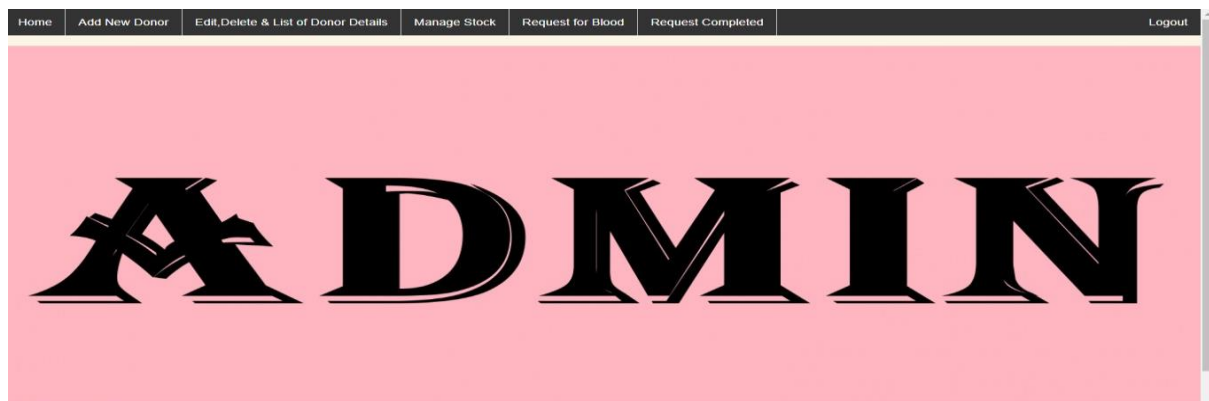 Home Add New Donor Edit,Delete & List of Donor Details Manage Stock Request for Blood Request Completed Logout
ADMIN